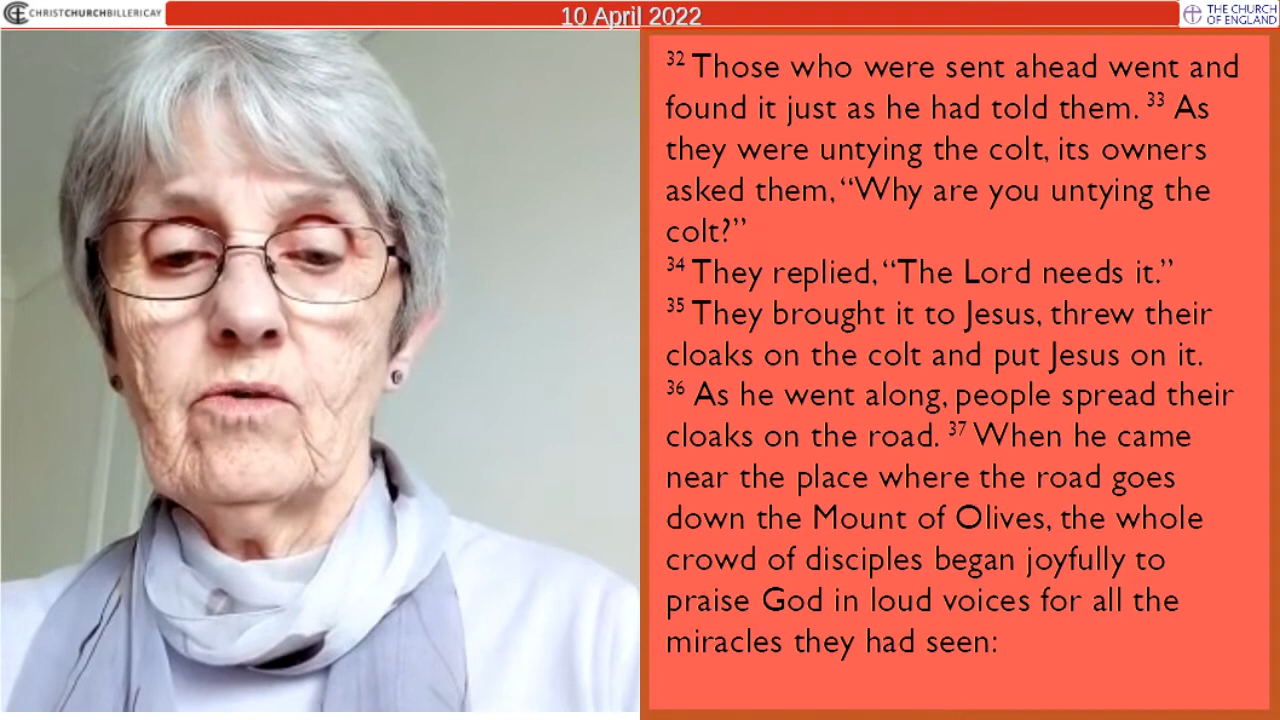 CHRISTCHURCHBILLERICAY
10 April 2022
THE CHURCH
OF ENGLAND
32 Those who were sent ahead went and
found it just as he had told them. 33 As
they were untying the colt, its owners
asked them, “Why are you untying the
colt?”
34 They replied, “The Lord needs it.”
35 They brought it to Jesus, threw their
cloaks on the colt and put Jesus on it.
36 As he went along, people spread their
cloaks on the road. 37 When he came
near the place where the road goes
down the Mount of Olives, the whole
crowd of disciples began joyfully to
praise God in loud voices for all the
miracles they had seen: